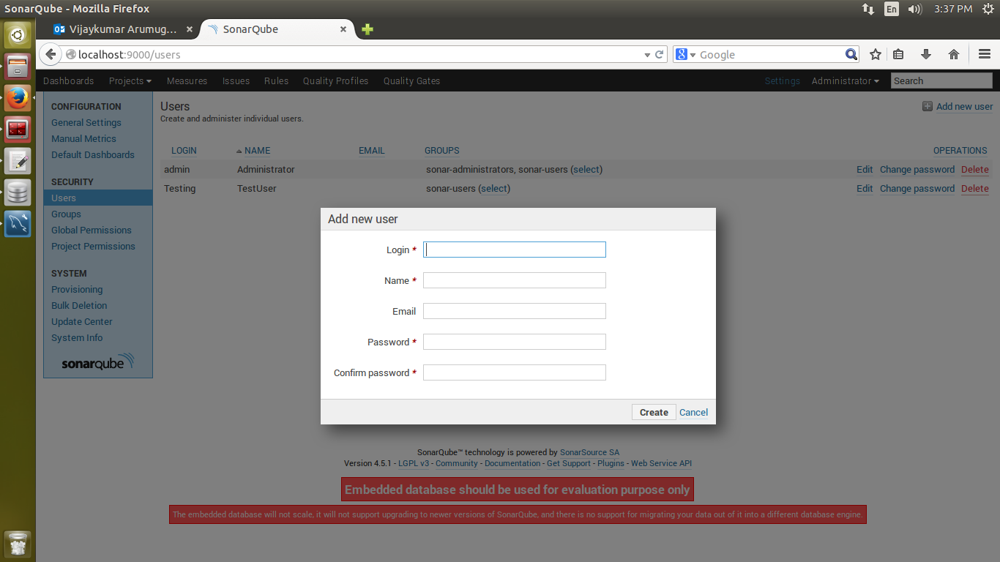 SonarQube - Mozilla Firefox
En
3:37 PM
Vijaykumar Arumug... ×
SonarQube ×
localhost:9000/users
8
Google
Dashboards Projects Measures Issues Rules Quality Profiles Quality Gates Settings Administrator Search
CONFIGURATION
General Settings
Manual Metrics
Default Dashboards
SECURITY
Users
Groups
Global Permissions
Project Permissions
SYSTEM
Provisioning
Bulk Deletion
Update Center
System Info
sonarqube
Users
Create and administer individual users.
Add new user
LOGIN NAME EMAIL GROUPS OPERATIONS
admin Administrator sonar-administrators, sonar-users (select) Edit Change password Delete
Testing TestUser sonar-users (select) Edit Change password Delete
Add new user
Login *
Name *
Email
Password *
Confirm password *
Create Cancel
SonarQube™ technology is powered by SonarSource SA
Version 4.5.1 - LGPL v3 - Community - Documentation - Get Support - Plugins - Web Service API
Embedded database should be used for evaluation purpose only
The embedded database will not scale, it will not support upgrading to newer versions of SonarQube, and there is no support for migrating your data out of it into a different database engine.